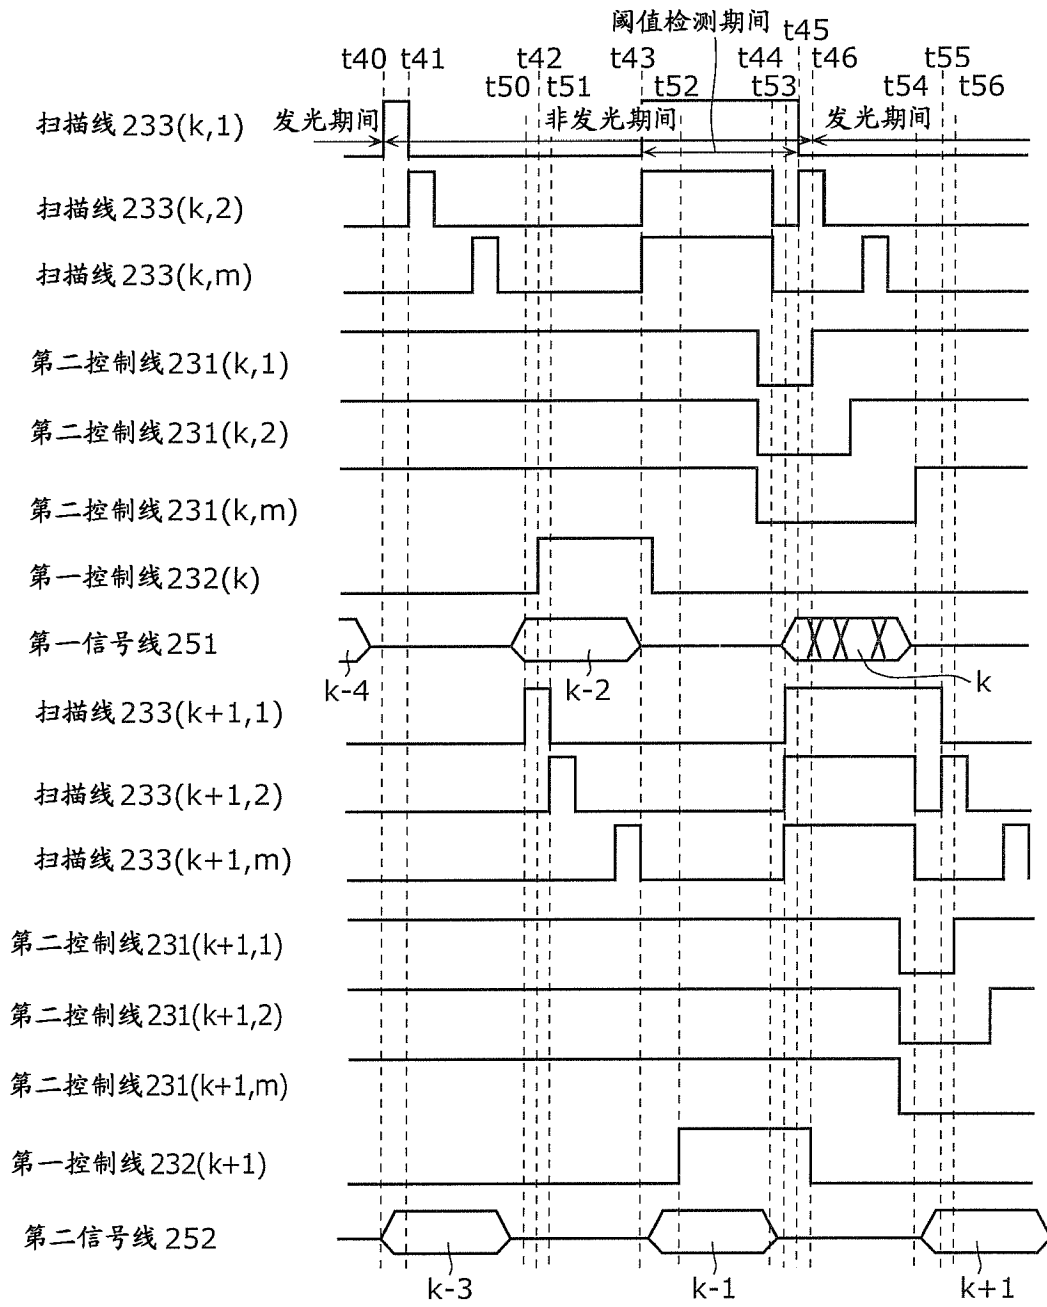 阈值检测期间
t45
t40 t41 t42 t43 t44 t46 t55
t50 t51 t52 t53 t54 t56
扫描线233(k,1)
发光期间
非发光期间
发光期间
扫描线233(k,2)
扫描线233(k,m)
第二控制线231(k,1)
第二控制线231(k,2)
第二控制线231(k,m)
第一控制线232(k)
第一信号线251
k-4
k-2
k
扫描线233(k+1,1)
扫描线233(k+1,2)
扫描线233(k+1,m)
第二控制线231(k+1,1)
第二控制线231(k+1,2)
第二控制线231(k+1,m)
第一控制线232(k+1)
第二信号线252
k-3
k-1
k+1